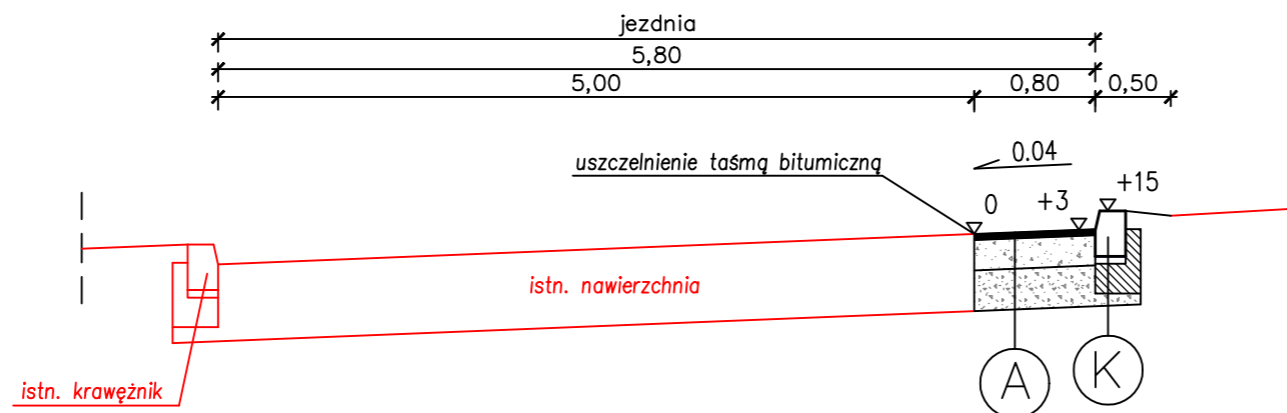 jezdnia
5,80
5,00
0,80
0,50
uszczelnienie taśmą bitumiczną
0.04
0
+3
+15
istn. nawierzchnia
istn. krawężnik
A
K